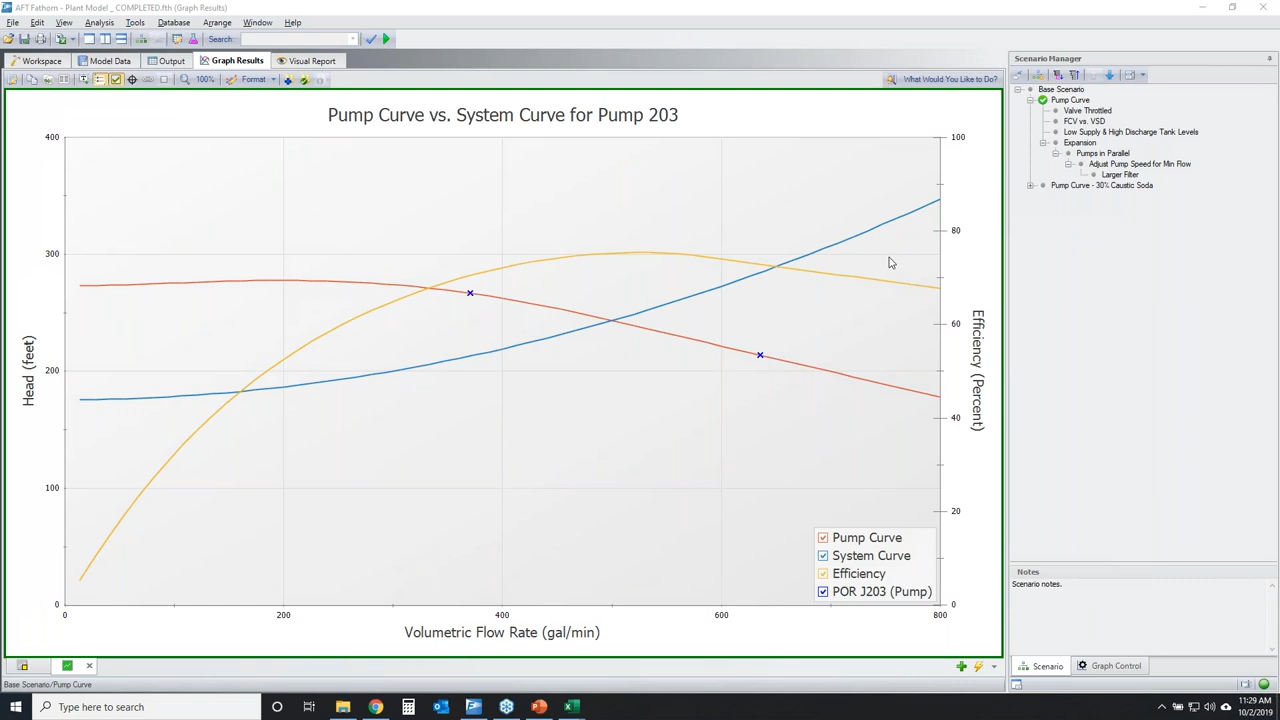 AFT Fathom - Plant Model _ COMPLETED.fth (Graph Results)
File Edit View Analysis Tools Database Arrange Window Help
Search:
Workspace Model Data Output Graph Results Visual Report
100% Format What Would You Like to Do?
Pump Curve vs. System Curve for Pump 203
400
300
200
100
0
Head (feet)
100
80
60
40
20
0
Efficiency (Percent)
Pump Curve
System Curve
Efficiency
POR J203 (Pump)
0 200 400 600 800
Volumetric Flow Rate (gal/min)
Base Scenario/Pump Curve
Scenario Manager
Base Scenario
Pump Curve
Valve Throttled
FCV vs. VSD
Low Supply & High Discharge Tank Levels
Expansion
Pumps in Parallel
Adjust Pump Speed for Min Flow
Larger Filter
Pump Curve - 30% Caustic Soda
Notes
Scenario notes.
Scenario Graph Control
Type here to search
11:29 AM
10/2/2019